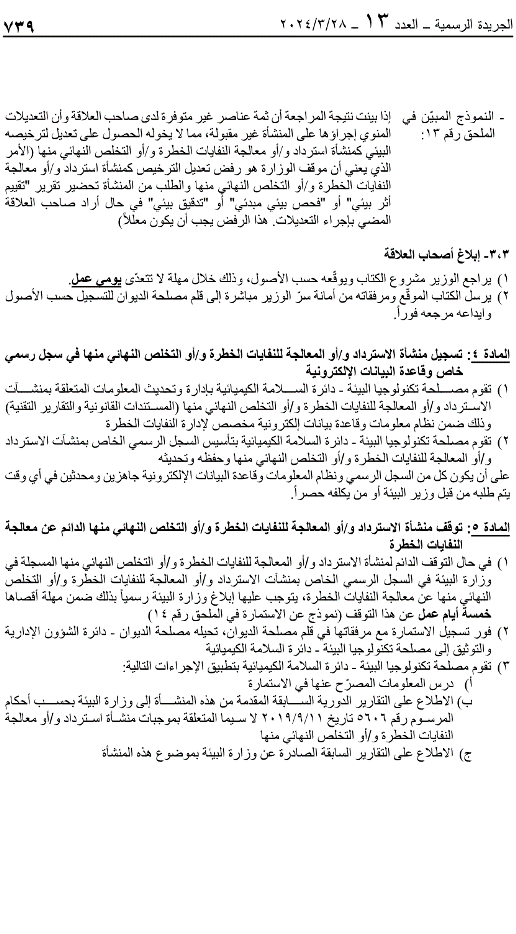 الجريدة الرسمية ــ العدد ١٣ ــ ٢٠٢٤/٣/٢٨
٧٣٩
- النموذج المبيّن في الملحق رقم ١٣:
إذا بينت نتيجة المراجعة أن ثمة عناصر غير متوفرة لدى صاحب العلاقة وأن التعديلات
المنوي إجراؤها على المنشأة غير مقبولة، مما لا يخوله الحصول على تعديل لترخيصه
البيئي كمنشأة استرداد و/أو معالجة النفايات الخطرة و/أو التخلص النهائي منها (الأمر
الذي يعني أن موقف الوزارة هو رفض تعديل الترخيص كمنشأة استرداد و/أو معالجة
النفايات الخطرة و/أو التخلص النهائي منها والطلب من المنشأة تحضير تقرير "تقييم
أثر بيئي" أو "فحص بيئي مبدئي" أو "تدقيق بيئي" في حال أراد صاحب العلاقة
المضي بإجراء التعديلات. هذا الرفض يجب أن يكون معللاً)
٣،٣- إبلاغ أصحاب العلاقة
١) يراجع الوزير مشروع الكتاب ويوقّعه حسب الأصول، وذلك خلال مهلة لا تتعدّى يومي عمل.
٢) يرسل الكتاب الموقّع ومرفقاته من أمانة سرّ الوزير مباشرة إلى قلم مصلحة الديوان للتسجيل حسب الأصول
وايداعه مرجعه فوراً.
المادة ٤: تسجيل منشأة الاسترداد و/أو المعالجة للنفايات الخطرة و/أو التخلص النهائي منها في سجل رسمي
خاص وقاعدة البيانات الإلكترونية
١) تقوم مصلحة تكنولوجيا البيئة - دائرة السلامة الكيميائية بإدارة وتحديث المعلومات المتعلقة بمنشآت
الاسترداد و/أو المعالجة للنفايات الخطرة و/أو التخلص النهائي منها (المستندات القانونية والتقارير التقنية)
وذلك ضمن نظام معلومات وقاعدة بيانات إلكترونية مخصص لإدارة النفايات الخطرة
٢) تقوم مصلحة تكنولوجيا البيئة - دائرة السلامة الكيميائية بتأسيس السجل الرسمي الخاص بمنشآت الاسترداد
و/أو المعالجة للنفايات الخطرة و/أو التخلص النهائي منها وحفظه وتحديثه
على أن يكون كل من السجل الرسمي ونظام المعلومات وقاعدة البيانات الإلكترونية جاهزين ومحدثين في أي وقت
يتم طلبه من قبل وزير البيئة أو من يكلفه حصراً.
المادة ٥: توقف منشأة الاسترداد و/أو المعالجة للنفايات الخطرة و/أو التخلص النهائي منها الدائم عن معالجة
النفايات الخطرة
١) في حال التوقف الدائم لمنشأة الاسترداد و/أو المعالجة للنفايات الخطرة و/أو التخلص النهائي منها المسجلة في
وزارة البيئة في السجل الرسمي الخاص بمنشآت الاسترداد و/أو المعالجة للنفايات الخطرة و/أو التخلص
النهائي منها عن معالجة النفايات الخطرة، يتوجب عليها إبلاغ وزارة البيئة رسمياً بذلك ضمن مهلة أقصاها
خمسة أيام عمل عن هذا التوقف (نموذج عن الاستمارة في الملحق رقم ١٤)
٢) فور تسجيل الاستمارة مع مرفقاتها في قلم مصلحة الديوان، تحيله مصلحة الديوان - دائرة الشؤون الإدارية
والتوثيق إلى مصلحة تكنولوجيا البيئة - دائرة السلامة الكيميائية
٣) تقوم مصلحة تكنولوجيا البيئة - دائرة السلامة الكيميائية بتطبيق الإجراءات التالية:
أ) درس المعلومات المصرّح عنها في الاستمارة
ب) الاطلاع على التقارير الدورية السابقة المقدمة من هذه المنشأة إلى وزارة البيئة بحسب أحكام
المرسوم رقم ٥٦٠٦ تاريخ ٢٠١٩/٩/١١ لا سيما المتعلقة بموجبات منشأة استرداد و/أو معالجة
النفايات الخطرة و/أو التخلص النهائي منها
ج) الاطلاع على التقارير السابقة الصادرة عن وزارة البيئة بموضوع هذه المنشأة